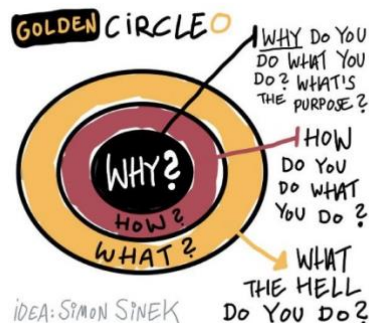 GOLDEN CIRCLE
WHY DO YOU
DO WHAT YOU
DO? WHAT'S
THE PURPOSE?
HOW
DO YOU
DO WHAT
YOU DO?
WHAT
THE HELL
DO YOU DO?
WHY?
HOW?
WHAT?
IDEA: SIMON SINEK